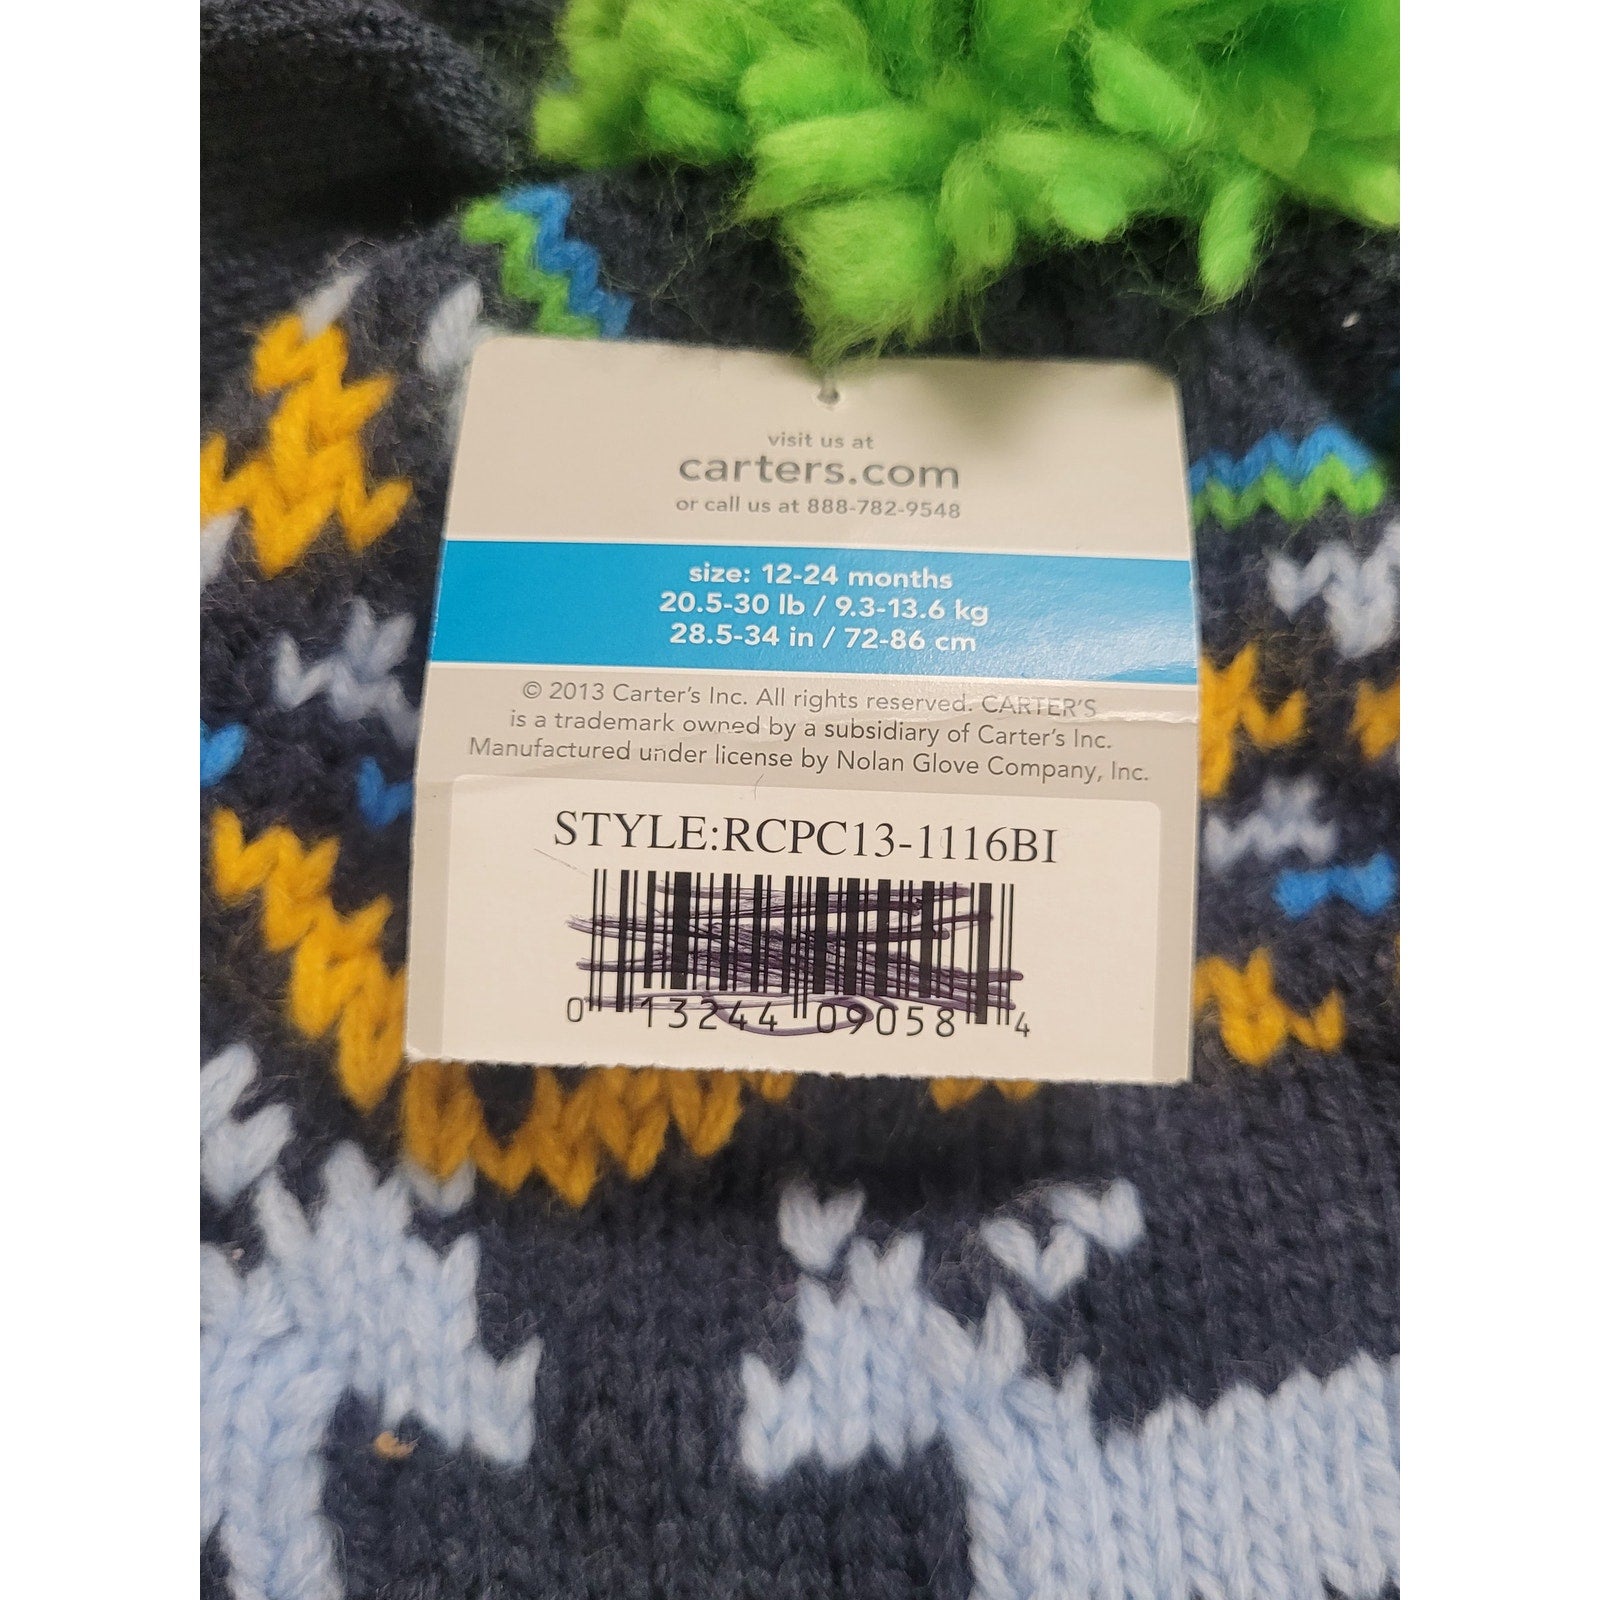 visit us at
carters.com
or call us at 888-782-9548
size: 12-24 months
20.5-30 lb / 9.3-13.6 kg
28.5-34 in / 72-86 cm
© 2013 Carter's Inc. All rights reserved. CARTER'S
is a trademark owned by a subsidiary of Carter's Inc.
Manufactured under license by Nolan Glove Company, Inc.
STYLE:RCPC13-1116BI
0 13244 09058 4